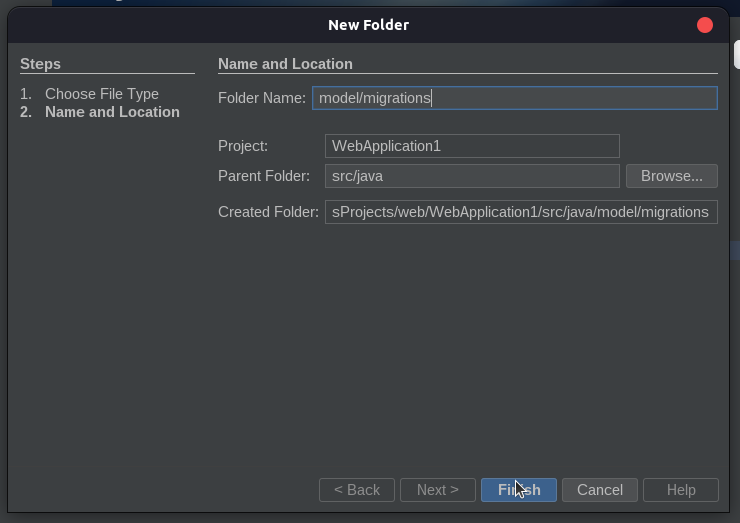 New Folder
Steps
1. Choose File Type
2. Name and Location
Name and Location
Folder Name: model/migrations
Project: WebApplication1
Parent Folder: src/java Browse...
Created Folder: sProjects/web/WebApplication1/src/java/model/migrations
< Back Next > Finish Cancel Help